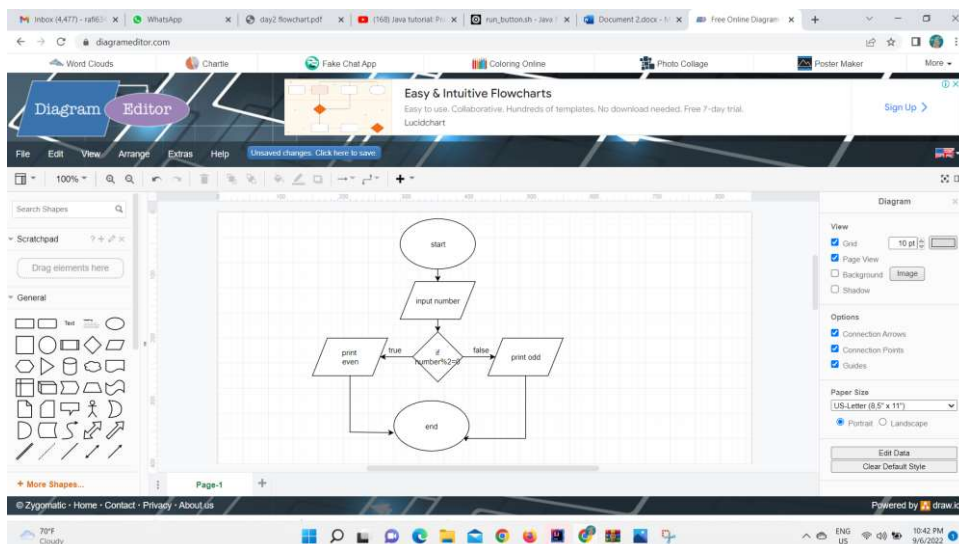 Inbox (4,477) - rafi63
WhatsApp
day2 flowchart.pdf
(168) Java tutorial: Pr
run_button.sh - Java
Document 2.docx - M
Free Online Diagram
diagrameditor.com
Word Clouds
Chartle
Fake Chat App
Coloring Online
Photo Collage
Poster Maker
More
Diagram Editor
Easy & Intuitive Flowcharts
Easy to use. Collaborative. Hundreds of templates. No download needed. Free 7-day trial.
Lucidchart
Sign Up
File Edit View Arrange Extras Help
Unsaved changes. Click here to save.
100%
Search Shapes
Scratchpad
Drag elements here
General
Text
+ More Shapes...
start
input number
if
number%2=0
true
false
print
even
print odd
end
Page-1
Diagram
View
Grid
10 pt
Page View
Background
Image
Shadow
Options
Connection Arrows
Connection Points
Guides
Paper Size
US-Letter (8,5" x 11")
Portrait
Landscape
Edit Data
Clear Default Style
© Zygomatic - Home - Contact - Privacy - About us
Powered by draw.io
70°F
Cloudy
ENG
US
10:42 PM
9/6/2022